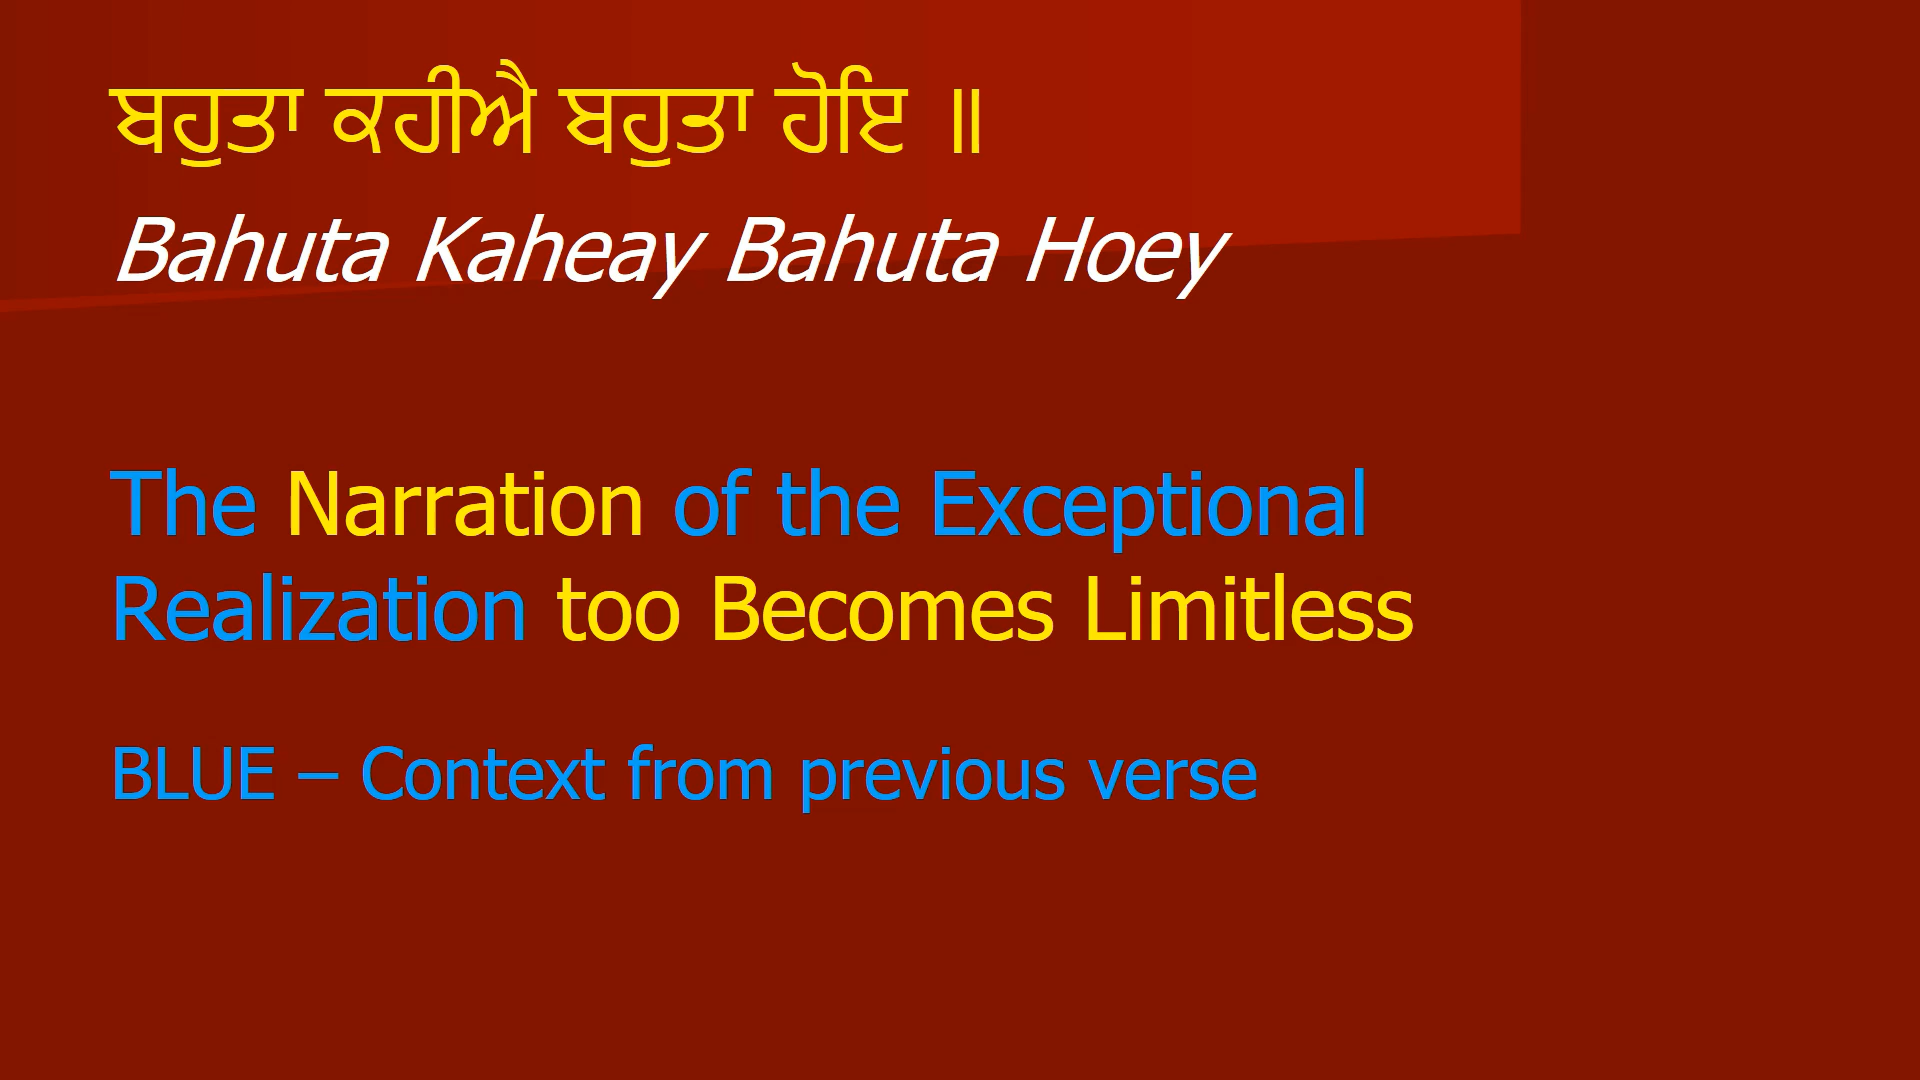 ਬਹੁਤਾ ਕਹੀਐ ਬਹੁਤਾ ਹੋਇ ॥
Bahuta Kaheay Bahuta Hoey
The Narration of the Exceptional
Realization too Becomes Limitless
BLUE – Context from previous verse